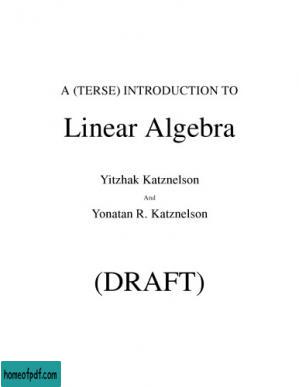 A (TERSE) INTRODUCTION TO
Linear Algebra
Yitzhak Katznelson
And
Yonatan R. Katznelson
(DRAFT)
homeofpdf.com